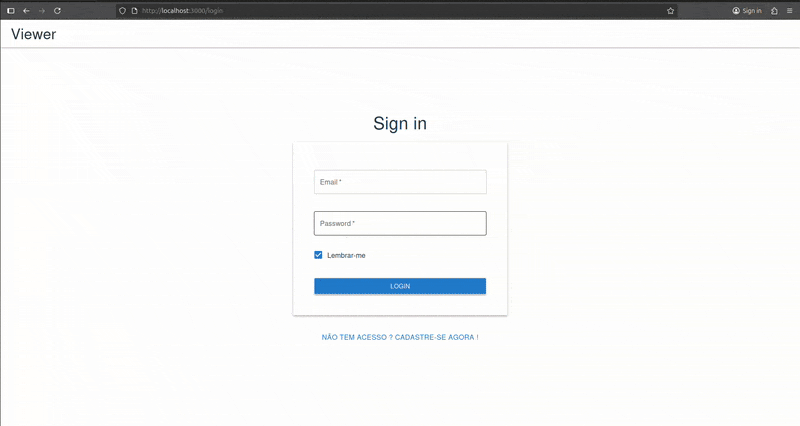 http://localhost:3000/login
Sign in
Viewer
Sign in
Email *
Password *
Lembrar-me
LOGIN
NÃO TEM ACESSO ? CADASTRE-SE AGORA !